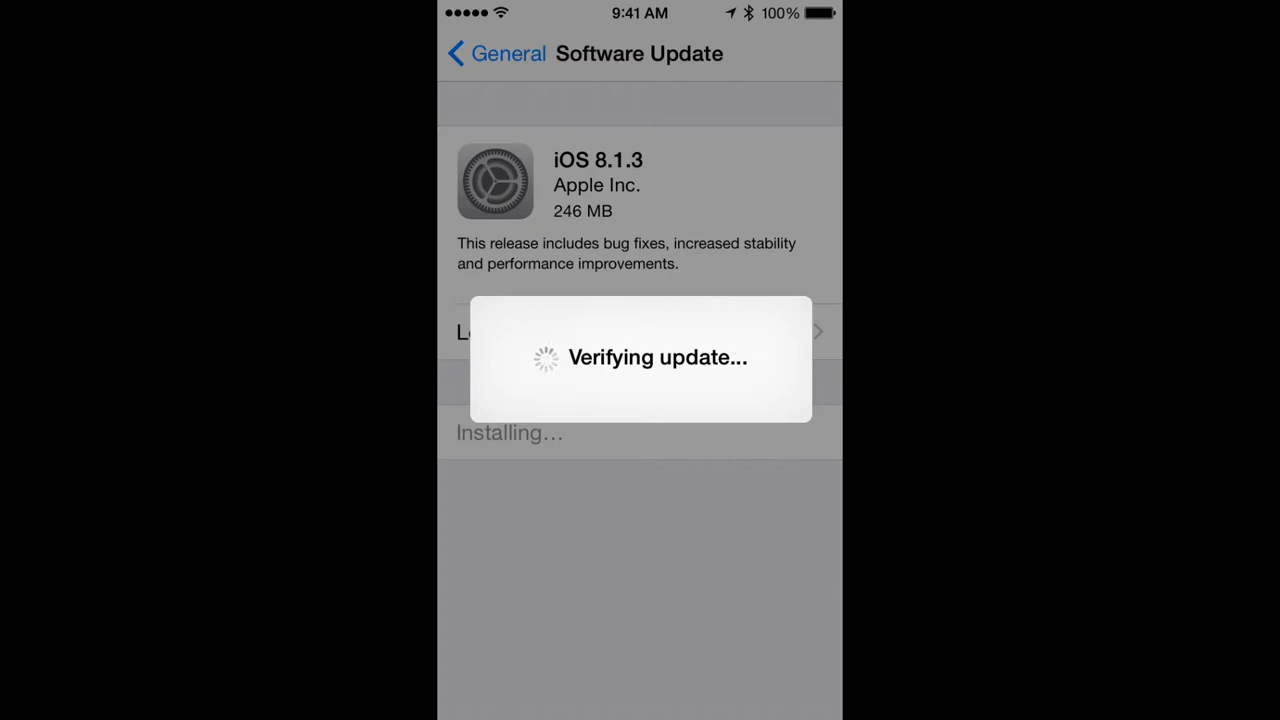 9:41 AM 100%
General Software Update
iOS 8.1.3
Apple Inc.
246 MB
This release includes bug fixes, increased stability
and performance improvements.
Verifying update...
Installing...